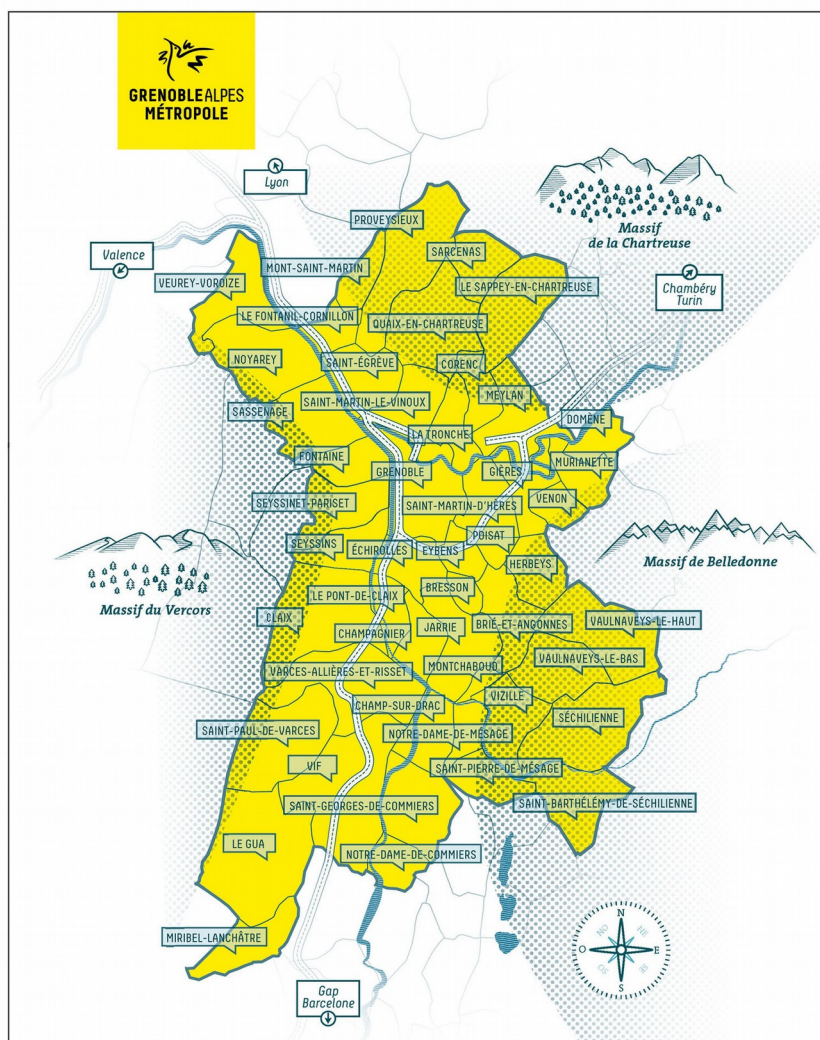 GRENOBLEALPES
MÉTROPOLE
Lyon
Valence
Massif
de la Chartreuse
Chambéry
Turin
PROVEYSIEUX
SARCENAS
MONT-SAINT-MARTIN
VEUREY-VOROIZE
LE SAPPEY-EN-CHARTREUSE
LE FONTANIL-CORNILLON
QUAIX-EN-CHARTREUSE
NOYAREY
SAINT-ÉGRÈVE
CORENC
MEYLAN
SAINT-MARTIN-LE-VINOUX
SASSENAGE
DOMÈNE
LA TRONCHE
FONTAINE
GRENOBLE
GIÈRES
MURIANETTE
SEYSSINET-PARISET
SAINT-MARTIN-D'HÈRES
VENON
SEYSSINS
ÉCHIROLLES
EYBENS
POISAT
HERBEYS
Massif de Belledonne
Massif du Vercors
LE PONT-DE-CLAIX
BRESSON
CLAIX
CHAMPAGNIER
JARRIE
BRIÉ-ET-ANGONNES
VAULNAVEYS-LE-HAUT
VAULNAVEYS-LE-BAS
VARCES-ALLIÈRES-ET-RISSET
MONTCHABOUD
VIZILLE
CHAMP-SUR-DRAC
SÉCHILIENNE
SAINT-PAUL-DE-VARCES
NOTRE-DAME-DE-MÉSAGE
VIF
SAINT-PIERRE-DE-MÉSAGE
SAINT-GEORGES-DE-COMMIERS
SAINT-BARTHÉLÉMY-DE-SÉCHILIENNE
LE GUA
NOTRE-DAME-DE-COMMIERS
MIRIBEL-LANCHÂTRE
Gap
Barcelone
N
NO
NE
O
E
SO
SE
S